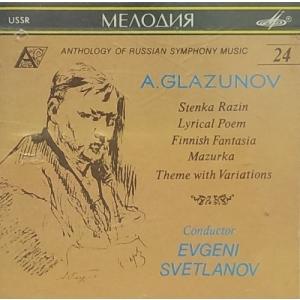 USSR
МЕЛОДИЯ
ANTHOLOGY OF RUSSIAN SYMPHONY MUSIC
24
A.GLAZUNOV
Stenka Razin
Lyrical Poem
Finnish Fantasia
Mazurka
Theme with Variations
Conductor
EVGENI
SVETLANOV